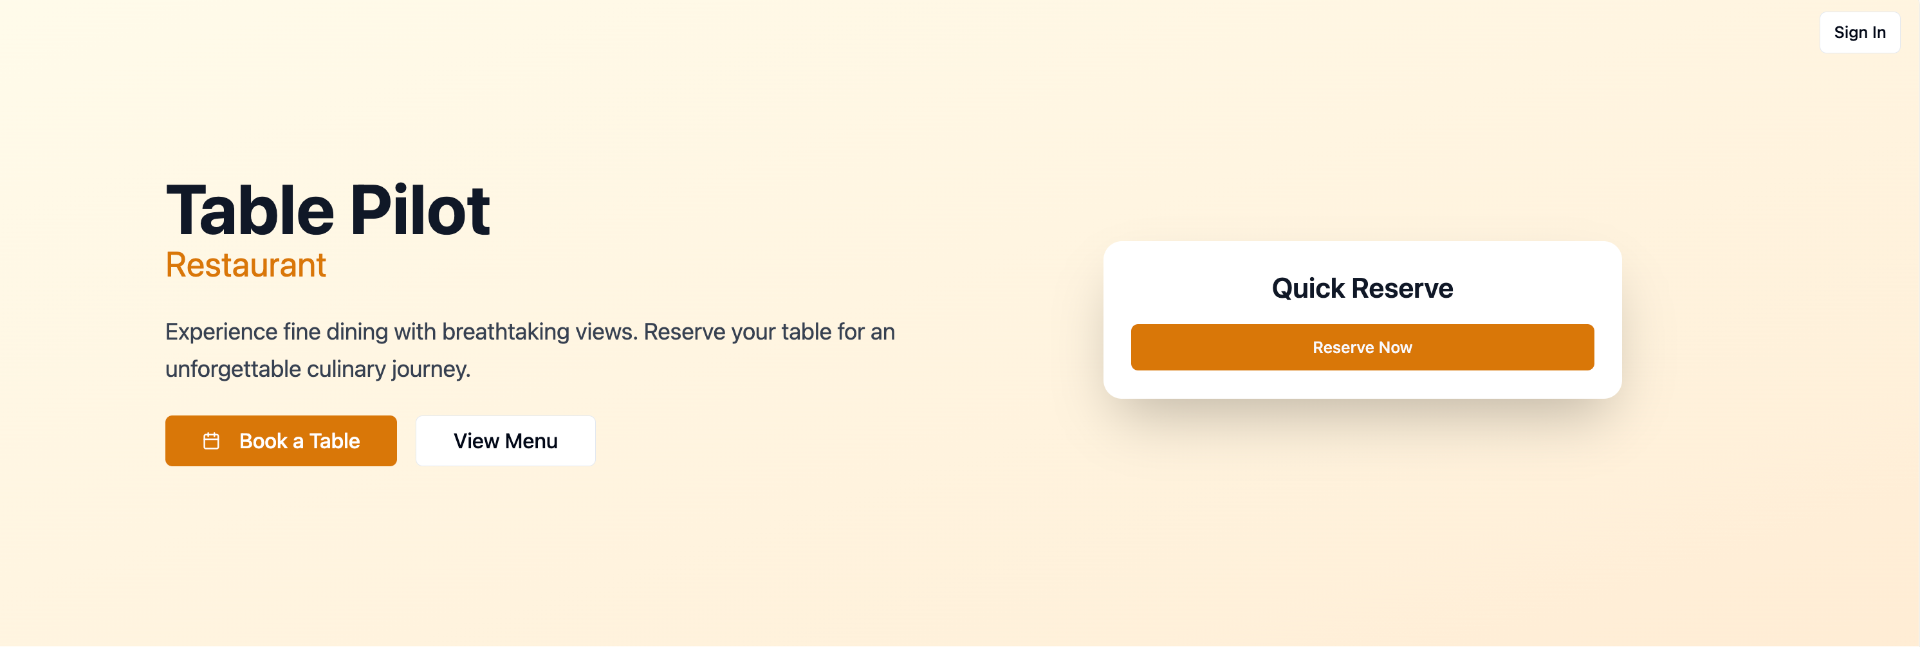 Sign In
Table Pilot
Restaurant
Experience fine dining with breathtaking views. Reserve your table for an
unforgettable culinary journey.
Book a Table
View Menu
Quick Reserve
Reserve Now